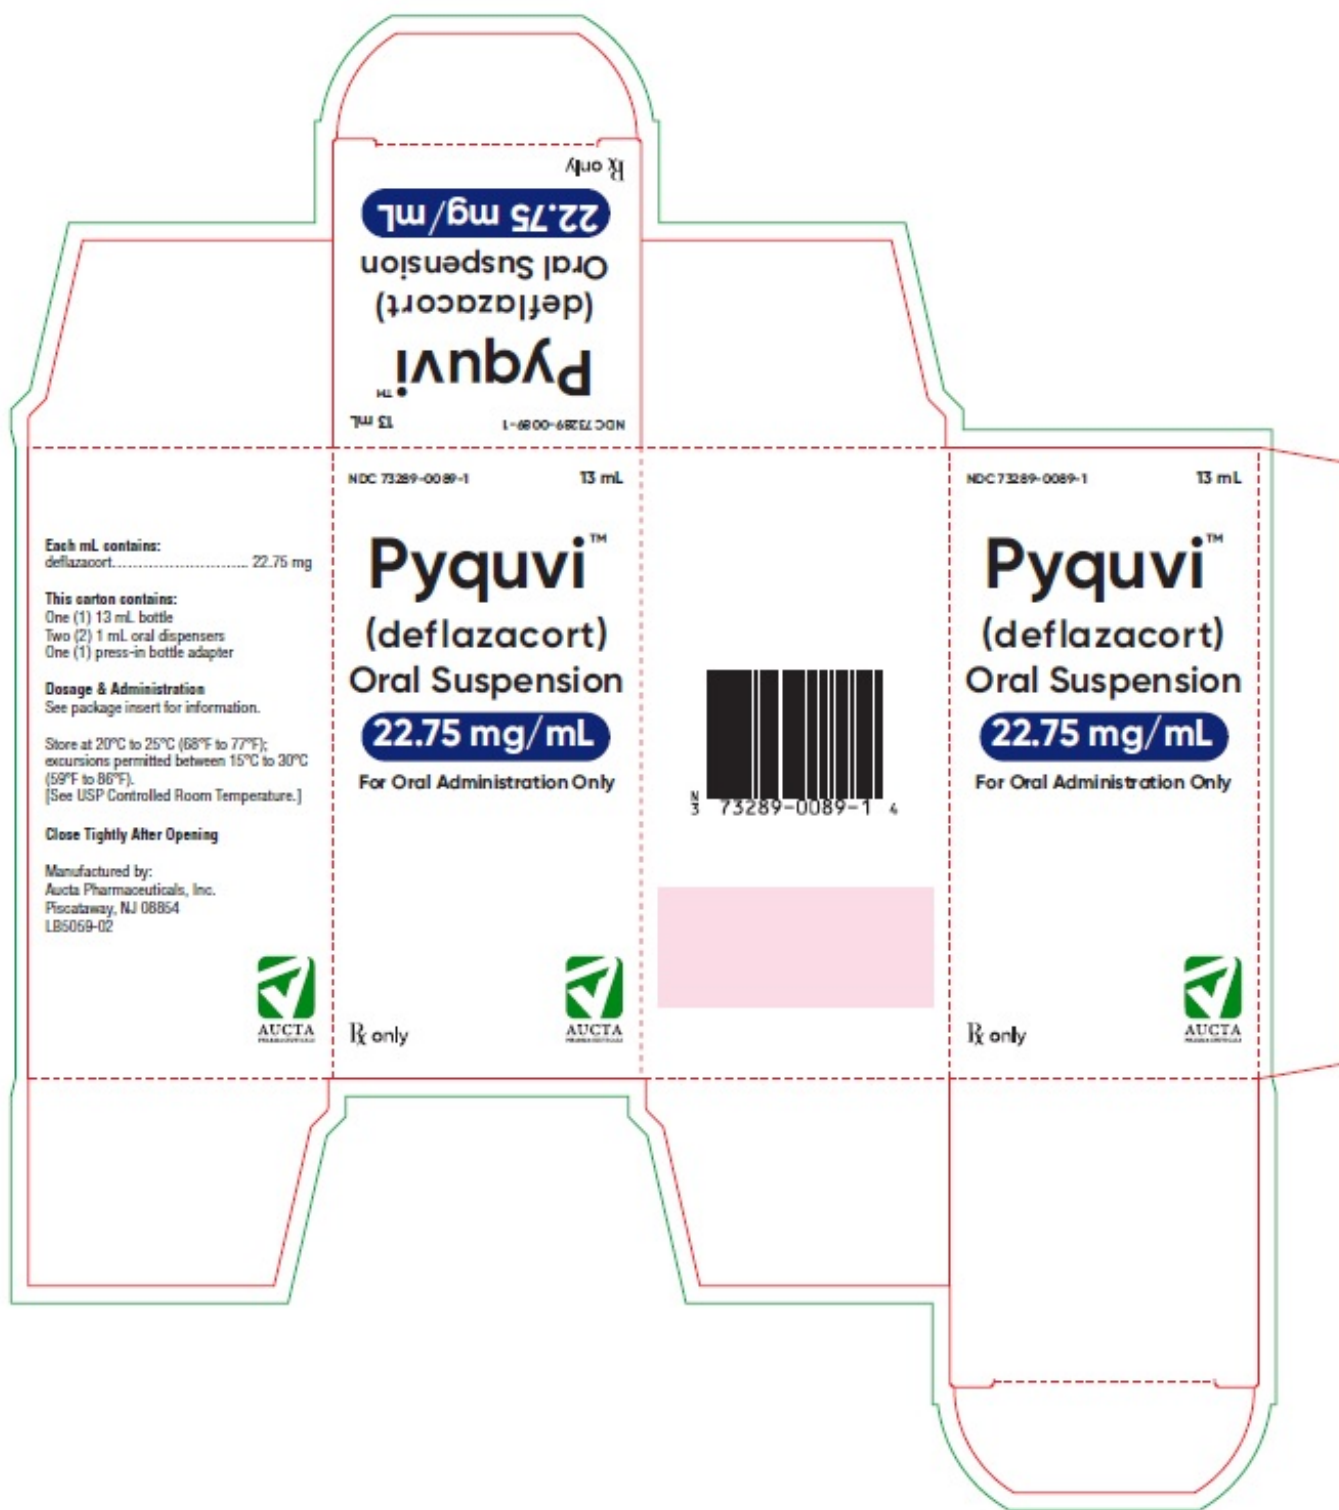 Rx only
22.75 mg/mL
Oral Suspension
(deflazacort)
Pyquvi™
NDC 73289-0089-1 13 mL
Each mL contains:
deflazacort.............................. 22.75 mg
This carton contains:
One (1) 13 mL bottle
Two (2) 1 mL oral dispensers
One (1) press-in bottle adapter
Dosage & Administration
See package insert for information.
Store at 20°C to 25°C (68°F to 77°F);
excursions permitted between 15°C to 30°C
(59°F to 86°F).
[See USP Controlled Room Temperature.]
Close Tightly After Opening
Manufactured by:
Aucta Pharmaceuticals, Inc.
Piscataway, NJ 08854
LB5059-02
AUCTA
PHARMACEUTICALS
NDC 73289-0089-1 13 mL
Pyquvi™
(deflazacort)
Oral Suspension
22.75 mg/mL
For Oral Administration Only
Rx only
AUCTA
PHARMACEUTICALS
N
3 73289-0089-1 4
NDC 73289-0089-1 13 mL
Pyquvi™
(deflazacort)
Oral Suspension
22.75 mg/mL
For Oral Administration Only
Rx only
AUCTA
PHARMACEUTICALS